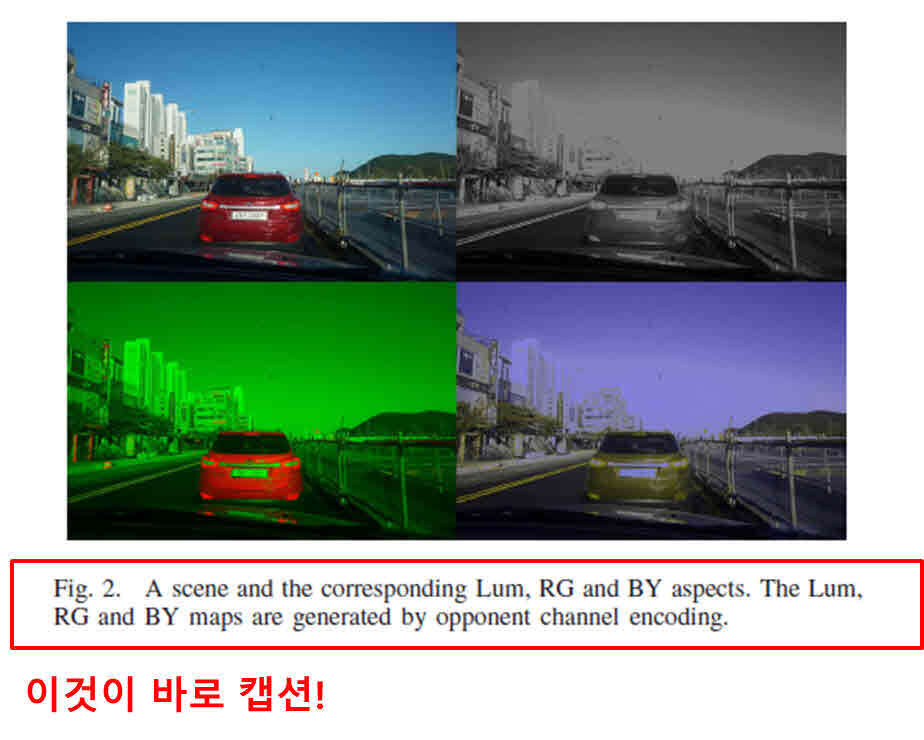 Fig. 2. A scene and the corresponding Lum, RG and BY aspects. The Lum,
RG and BY maps are generated by opponent channel encoding.
이것이 바로 캡션!